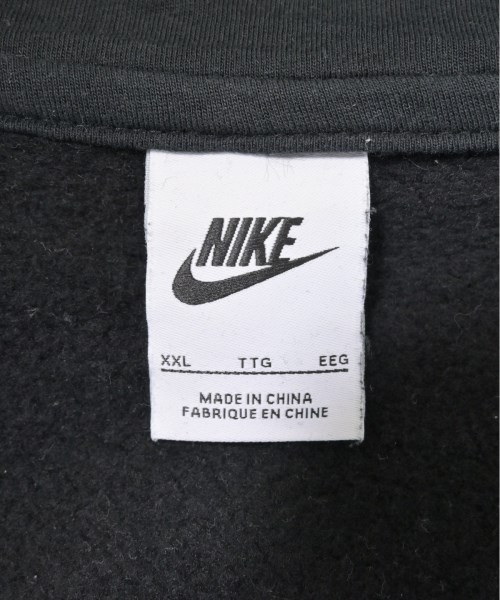 NIKE
XXL TTG EEG
MADE IN CHINA
FABRIQUE EN CHINE